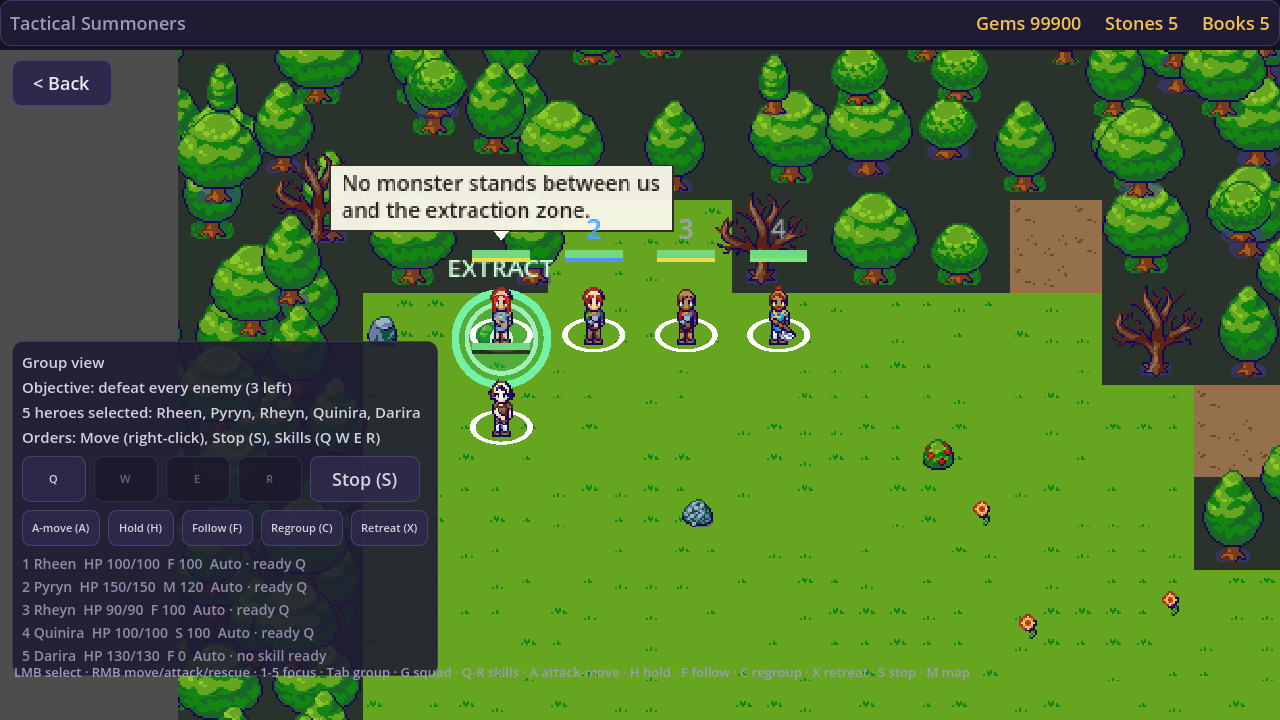 Tactical Summoners
Gems 99900 Stones 5 Books 5
< Back
No monster stands between us
and the extraction zone.
2 3 4
EXTRACT
Group view
Objective: defeat every enemy (3 left)
5 heroes selected: Rheen, Pyryn, Rheyn, Quinira, Darira
Orders: Move (right-click), Stop (S), Skills (Q W E R)
Q W E R Stop (S)
A-move (A) Hold (H) Follow (F) Regroup (C) Retreat (X)
1 Rheen HP 100/100 F 100 Auto · ready Q
2 Pyryn HP 150/150 M 120 Auto · ready Q
3 Rheyn HP 90/90 F 100 Auto · ready Q
4 Quinira HP 100/100 S 100 Auto · ready Q
5 Darira HP 130/130 F 0 Auto · no skill ready
LMB select · RMB move/attack/rescue · 1-5 focus · Tab group · G squad · Q-R skills · A attack-move · H hold · F follow · C regroup · X retreat · S stop · M map